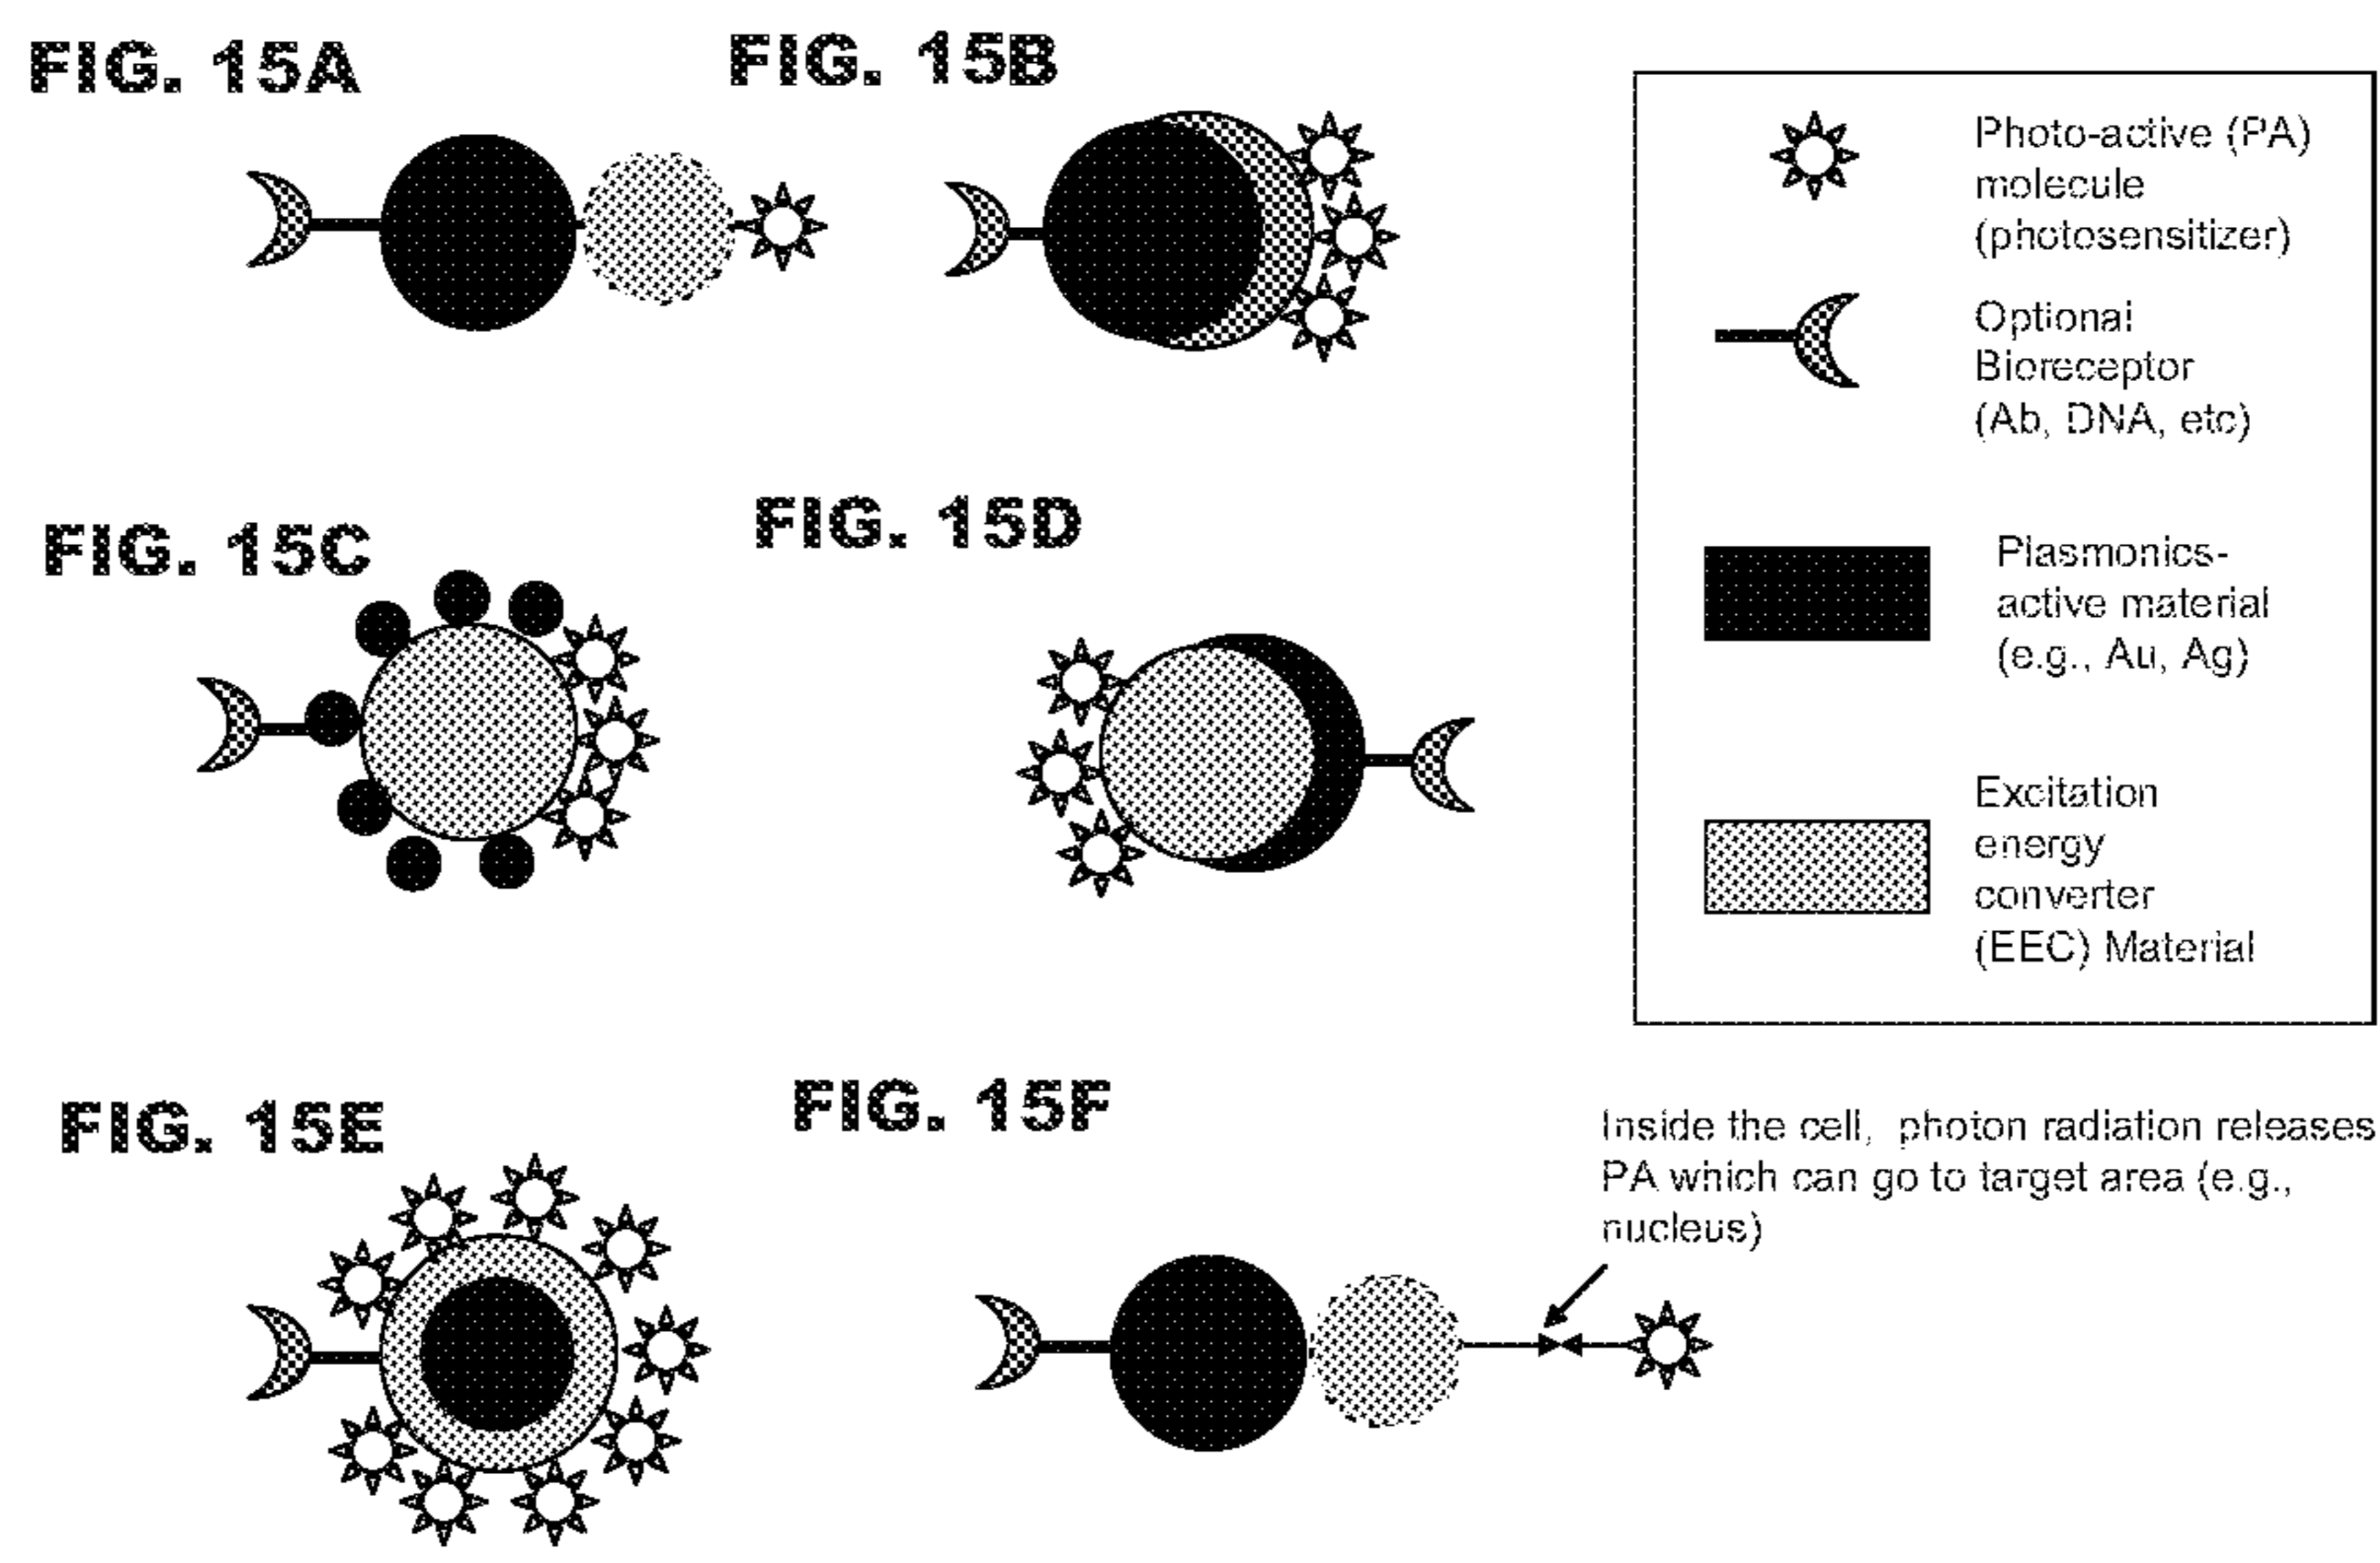 FIG. 15A
FIG. 15B
Photo-active (PA)
molecule
(photosensitizer)
Optional
Bioreceptor
(Ab, DNA, etc)
FIG. 15C
FIG. 15D
Plasmonics-
active material
(e.g., Au, Ag)
Excitation
energy
converter
(EEC) Material
FIG. 15E
FIG. 15F
Inside the cell, photon radiation releases
PA which can go to target area (e.g.,
nucleus)